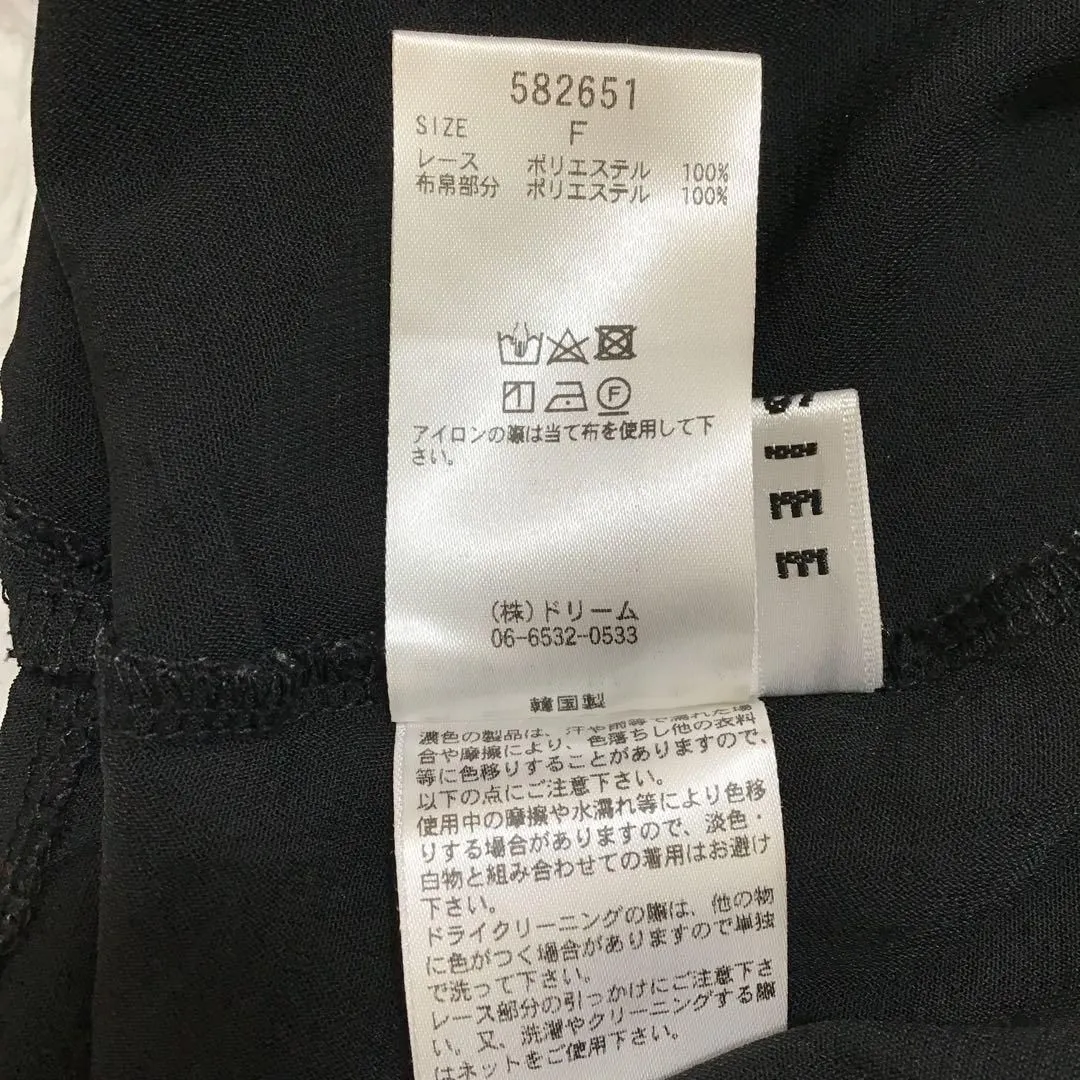 582651
SIZE F
レース ポリエステル 100%
布帛部分 ポリエステル 100%
F
アイロンの際は当て布を使用して下
さい。
(株)ドリーム
06-6532-0533
韓国製
濃色の製品は、汗や雨等で濡れた場
合や摩擦により、色落ちし他の衣料
等に色移りすることがありますので、
以下の点にご注意下さい。
使用中の摩擦や水濡れ等により色移
りする場合がありますので、淡色・
白物と組み合わせての着用はお避け
下さい。
ドライクリーニングの際は、他の物
に色がつく場合がありますので単独
で洗って下さい。
レース部分の引っかけにご注意下さ
い。又、洗濯やクリーニングする際
はネットをご使用下さい。